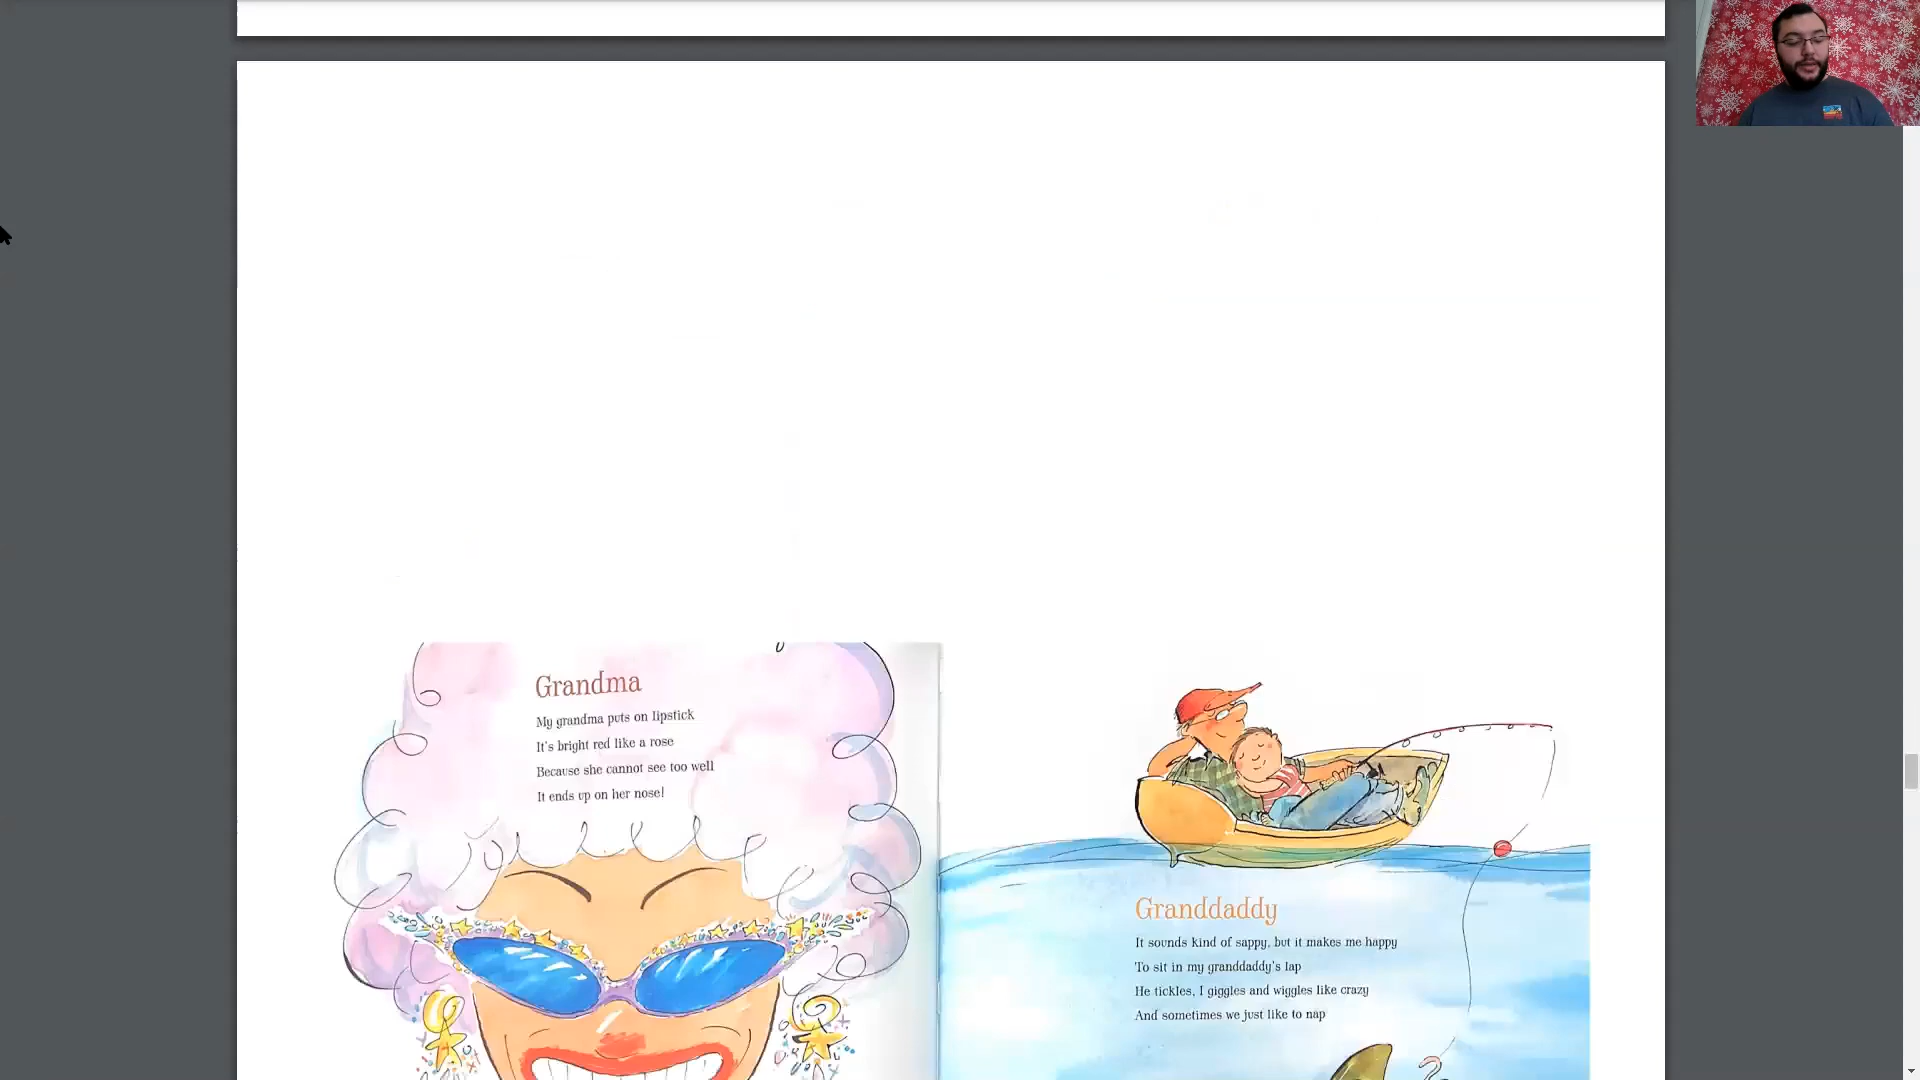 Grandma
My grandma puts on lipstick
It's bright red like a rose
Because she cannot see too well
It ends up on her nose!
Granddaddy
It sounds kind of sappy, but it makes me happy
To sit in my granddaddy's lap
He tickles, I giggles and wiggles like crazy
And sometimes we just like to nap